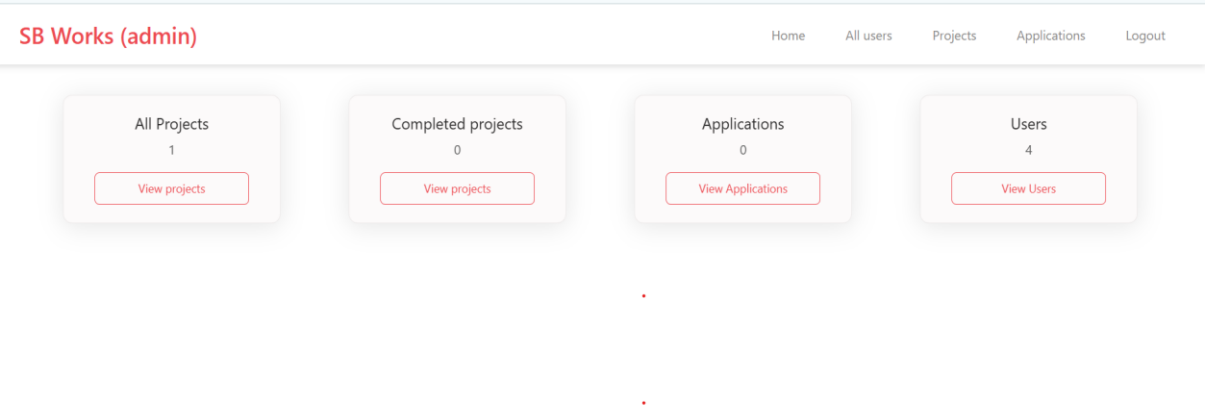 SB Works (admin)
Home All users Projects Applications Logout
All Projects
1
View projects
Completed projects
0
View projects
Applications
0
View Applications
Users
4
View Users